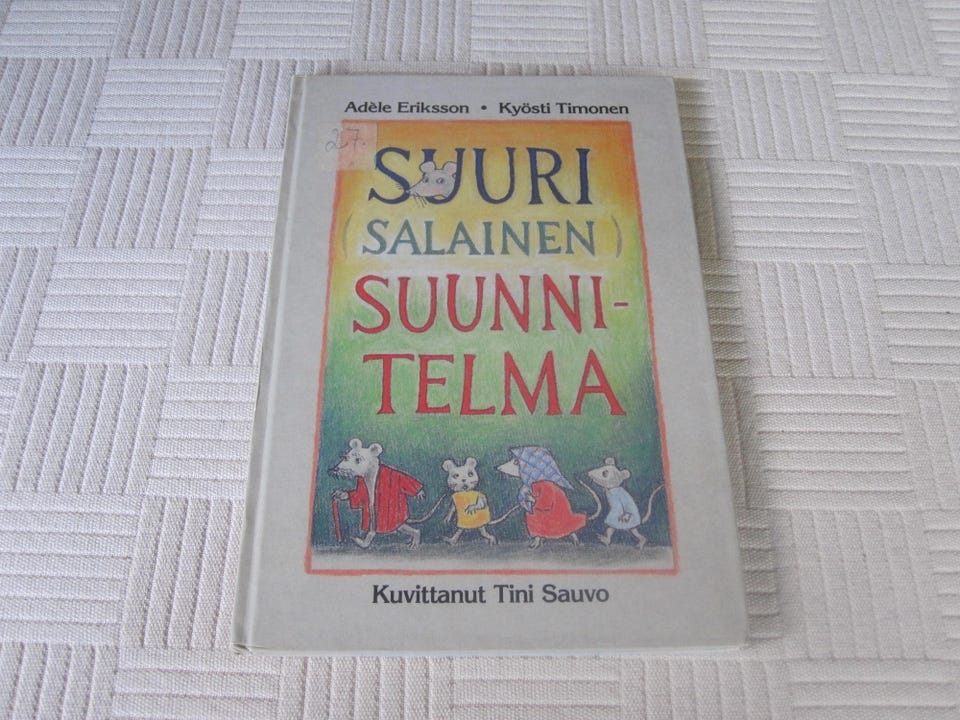 Adèle Eriksson • Kyösti Timonen
27.
SUURI
(SALAINEN)
SUUNNI-
TELMA
Kuvittanut Tini Sauvo